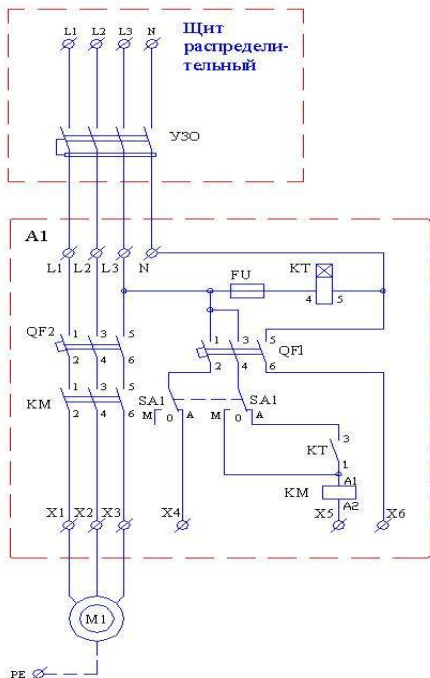 L1 L2 L3 N
Щит
распредели-
тельный
УЗО
A1
L1 L2 L3 N
FU KT
4 5
QF2 1 3 5
2 4 6
1 3 5 QF1
2 4 6
KM 1 3 5
2 4 6
SA1 SA1
M 0 A M 0 A
KT 3
1
KM A1
A2
X1 X2 X3 X4 X5 X6
M1
PE